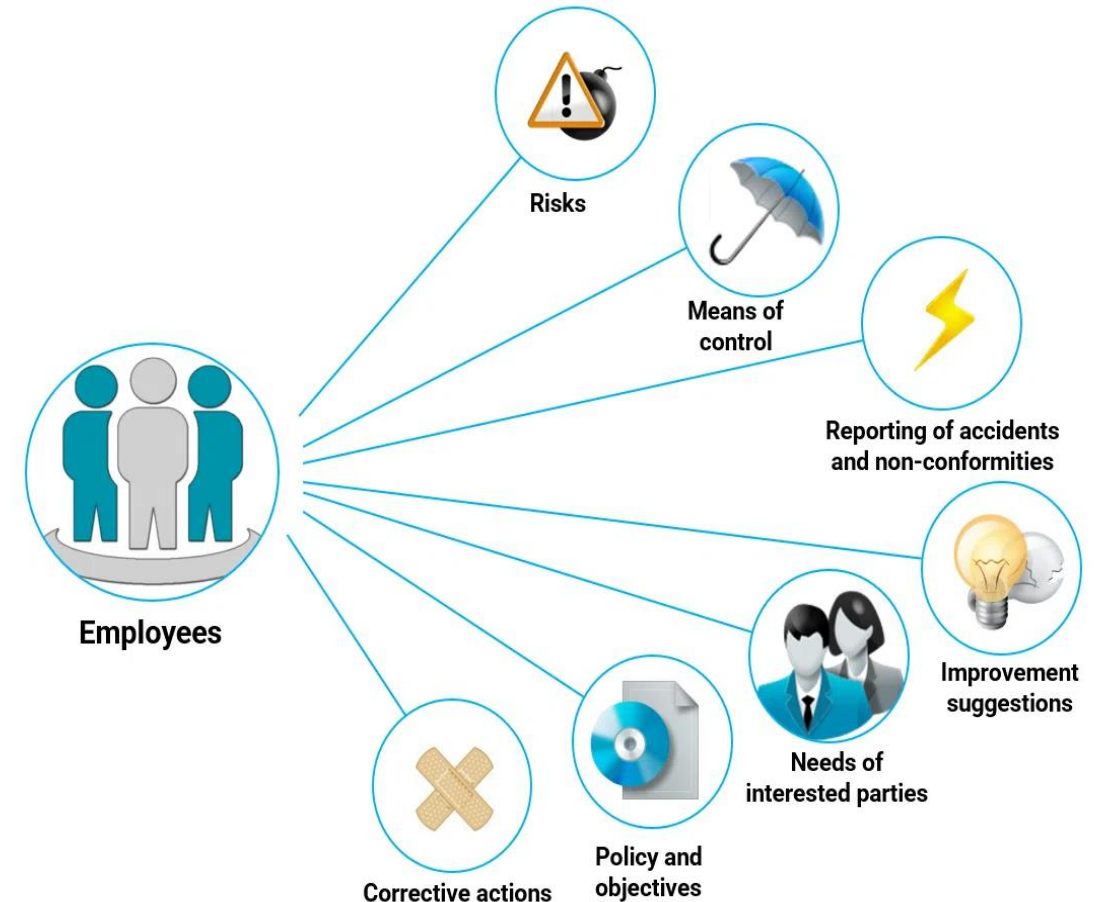 Risks
Means of
control
Reporting of accidents
and non-conformities
Employees
Improvement
suggestions
Needs of
interested parties
Policy and
objectives
Corrective actions